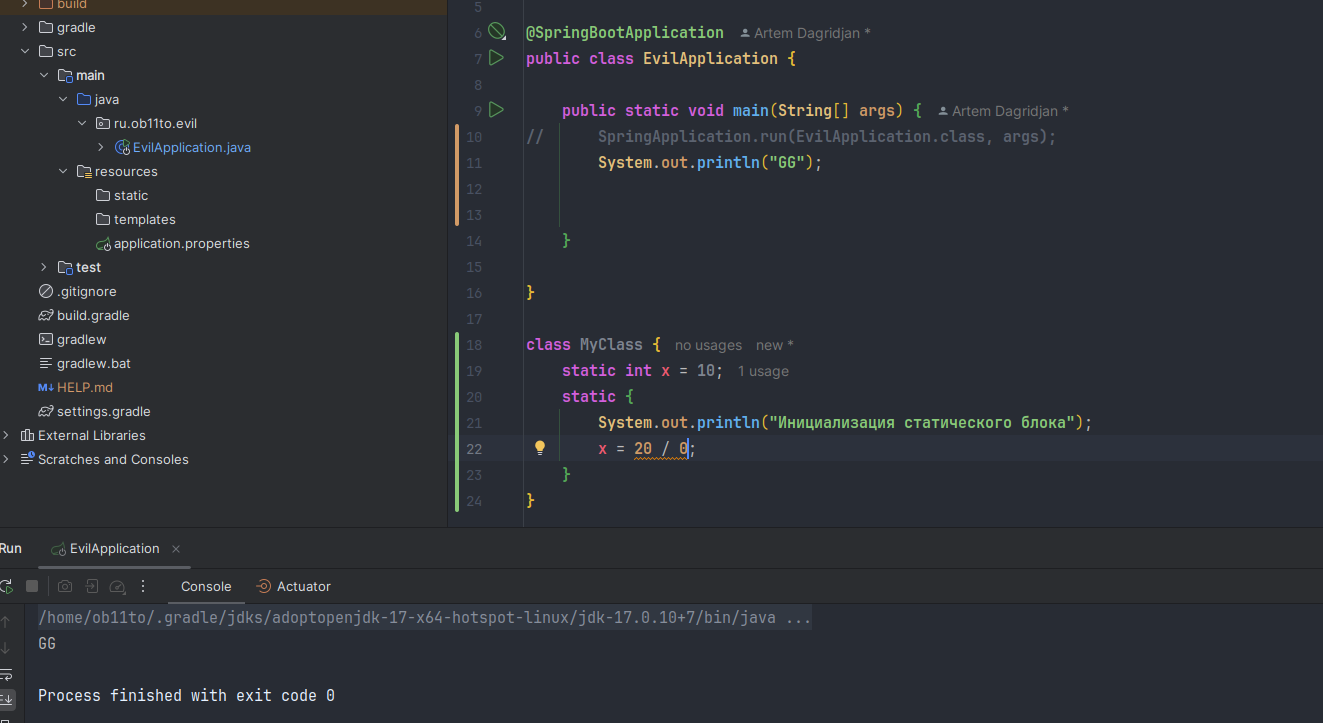 build
gradle
src
main
java
ru.ob11to.evil
EvilApplication.java
resources
static
templates
application.properties
test
.gitignore
build.gradle
gradlew
gradlew.bat
M↓ HELP.md
settings.gradle
External Libraries
Scratches and Consoles
5
6 @SpringBootApplication Artem Dagridjan *
7 public class EvilApplication {
8
9 public static void main(String[] args) { Artem Dagridjan *
10 // SpringApplication.run(EvilApplication.class, args);
11 System.out.println("GG");
12
13
14 }
15
16 }
17
18 class MyClass { no usages new *
19 static int x = 10; 1 usage
20 static {
21 System.out.println("Инициализация статического блока");
22 x = 20 / 0;
23 }
24 }
Run EvilApplication ×
Console Actuator
/home/ob11to/.gradle/jdks/adoptopenjdk-17-x64-hotspot-linux/jdk-17.0.10+7/bin/java ...
GG
Process finished with exit code 0